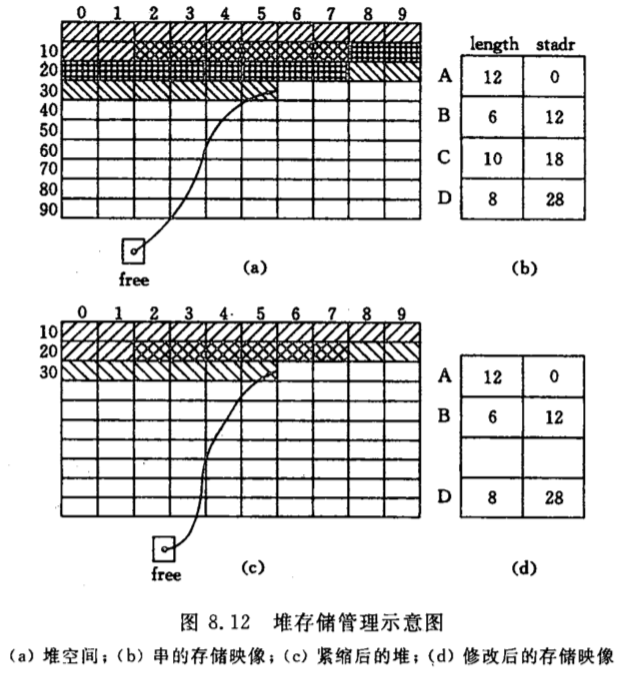 0 1 2 3 4 5 6 7 8 9
10
20
30
40
50
60
70
80
90
free
(a)
length stadr
A 12 0
B 6 12
C 10 18
D 8 28
(b)
0 1 2 3 4 5 6 7 8 9
10
20
30
free
(c)
A 12 0
B 6 12
D 8 28
(d)
图 8.12 堆存储管理示意图
(a) 堆空间; (b) 串的存储映像; (c) 紧缩后的堆; (d) 修改后的存储映像